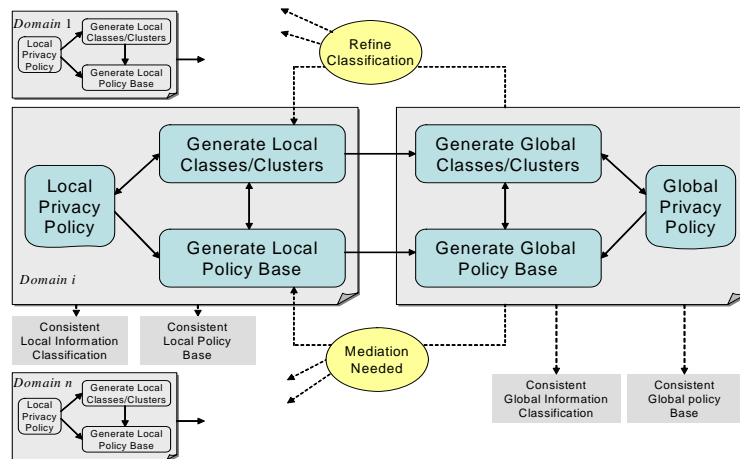 Domain 1
Local
Privacy
Policy
Generate Local
Classes/Clusters
Generate Local
Policy Base
Refine
Classification
Generate Local
Classes/Clusters
Local
Privacy
Policy
Generate Local
Policy Base
Domain i
Generate Global
Classes/Clusters
Global
Privacy
Policy
Generate Global
Policy Base
Consistent
Local Information
Classification
Consistent
Local Policy
Base
Mediation
Needed
Consistent
Global Information
Classification
Consistent
Global policy
Base
Domain n
Local
Privacy
Policy
Generate Local
Classes/Clusters
Generate Local
Policy Base